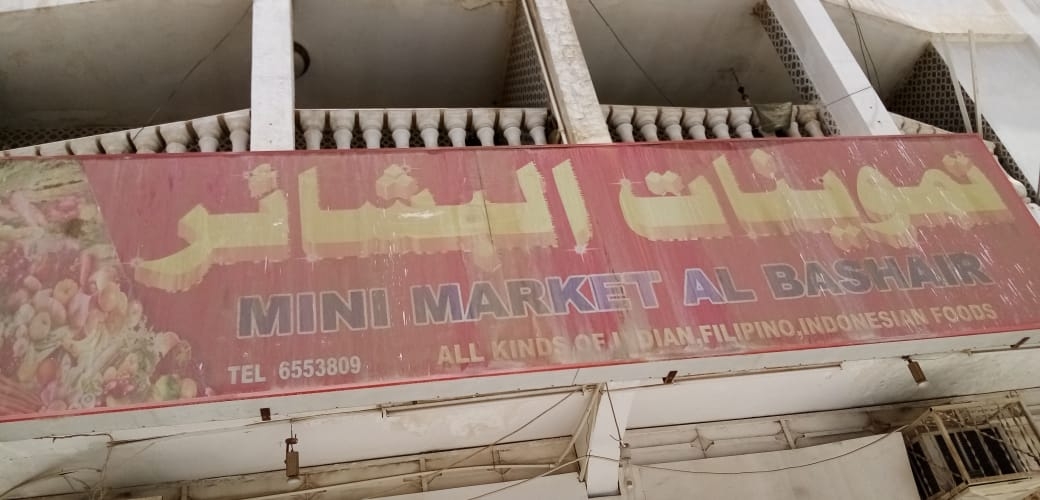 تموينات البشائر
MINI MARKET AL BASHAIR
ALL KINDS OF INDIAN,FILIPINO,INDONESIAN FOODS
TEL 6553809